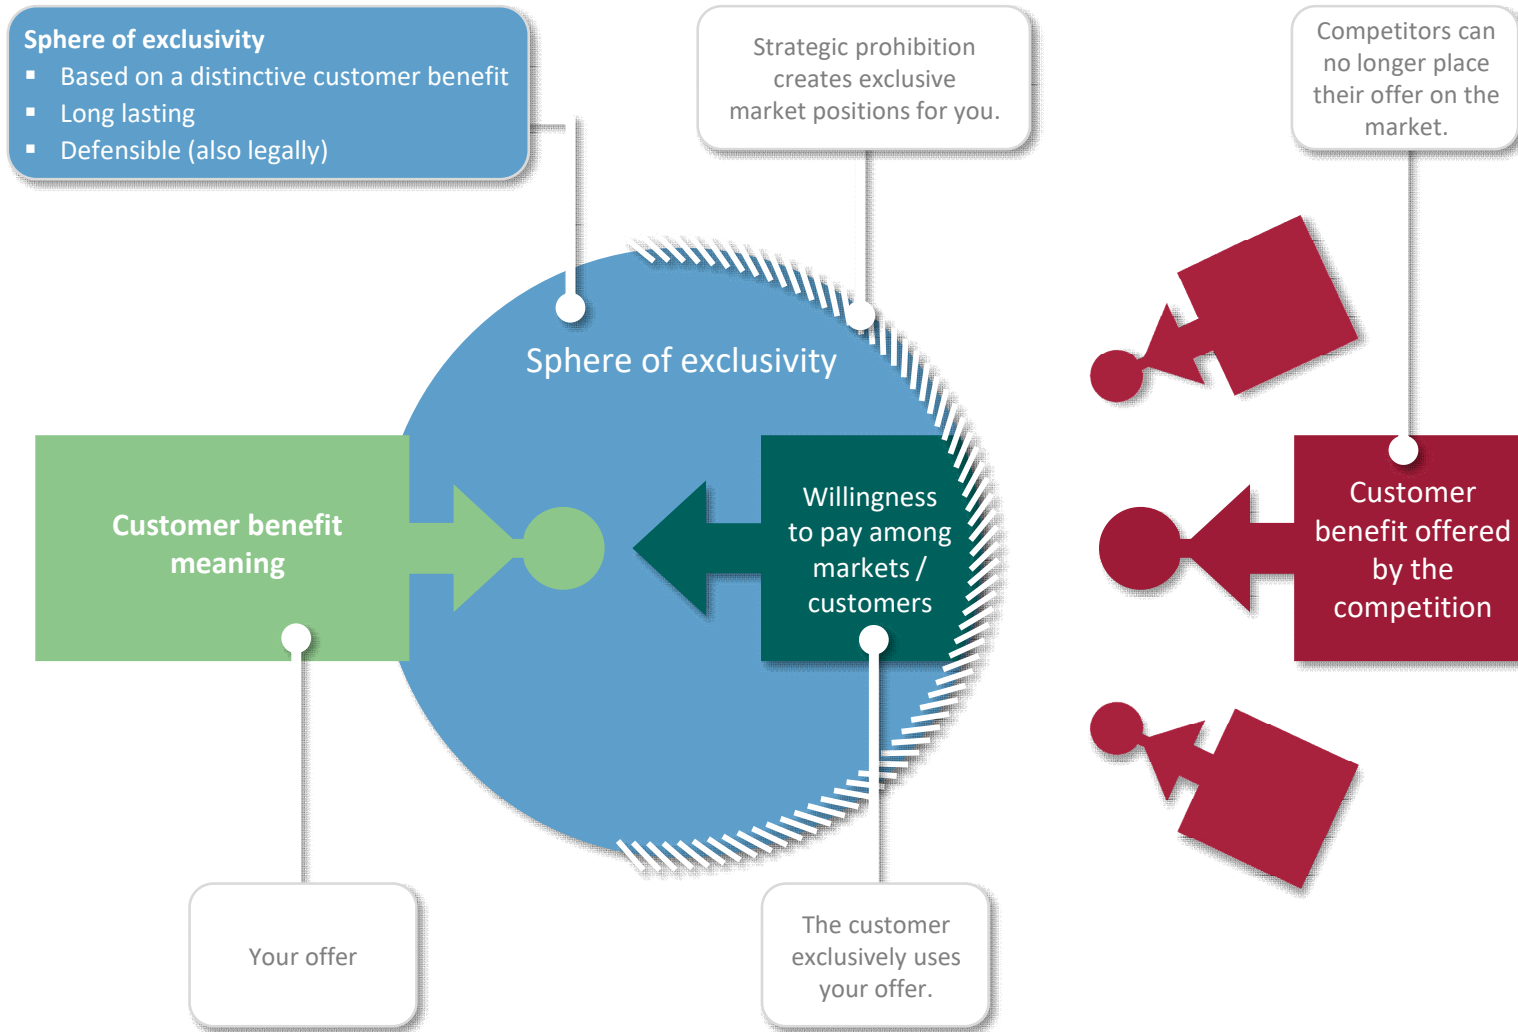 Sphere of exclusivity
▪ Based on a distinctive customer benefit
▪ Long lasting
▪ Defensible (also legally)
Strategic prohibition
creates exclusive
market positions for you.
Competitors can
no longer place
their offer on the
market.
Sphere of exclusivity
Customer benefit
meaning
Willingness
to pay among
markets /
customers
Customer
benefit offered
by the
competition
Your offer
The customer
exclusively uses
your offer.